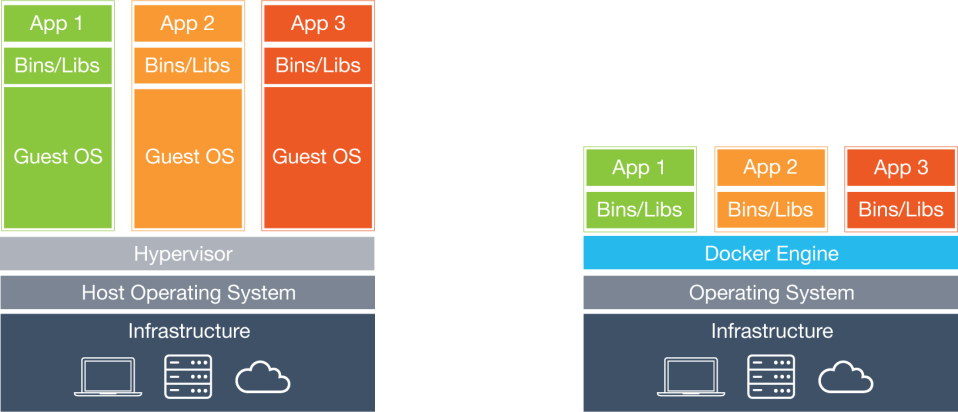 App 1
App 2
App 3
Bins/Libs
Bins/Libs
Bins/Libs
Guest OS
Guest OS
Guest OS
Hypervisor
Host Operating System
Infrastructure
App 1
App 2
App 3
Bins/Libs
Bins/Libs
Bins/Libs
Docker Engine
Operating System
Infrastructure